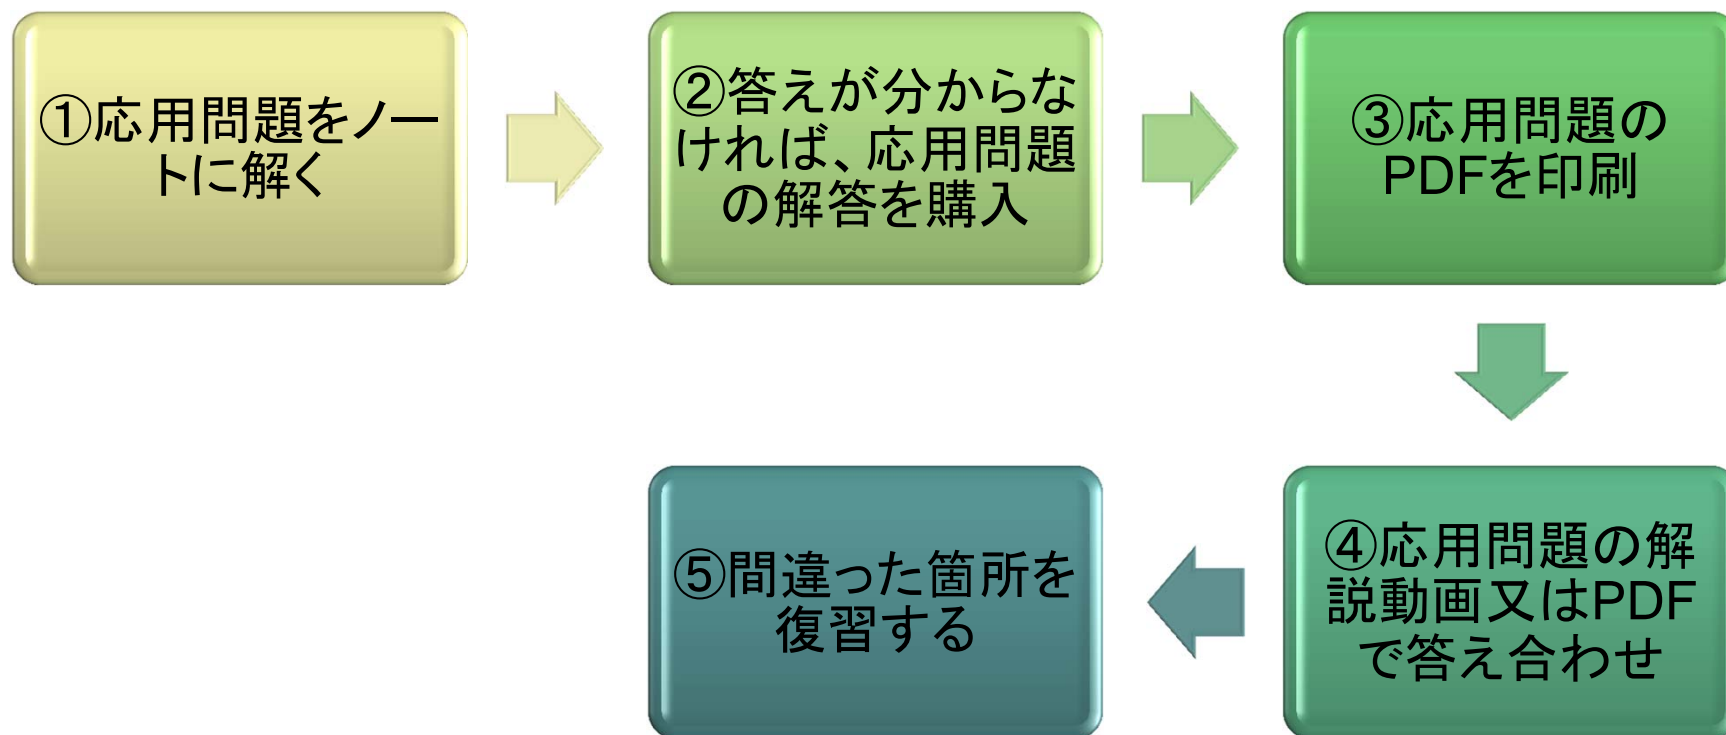 ①応用問題をノー
トに解く
②答えが分からな
ければ、応用問題
の解答を購入
③応用問題の
PDFを印刷
④応用問題の解
説動画又はPDF
で答え合わせ
⑤間違った箇所を
復習する